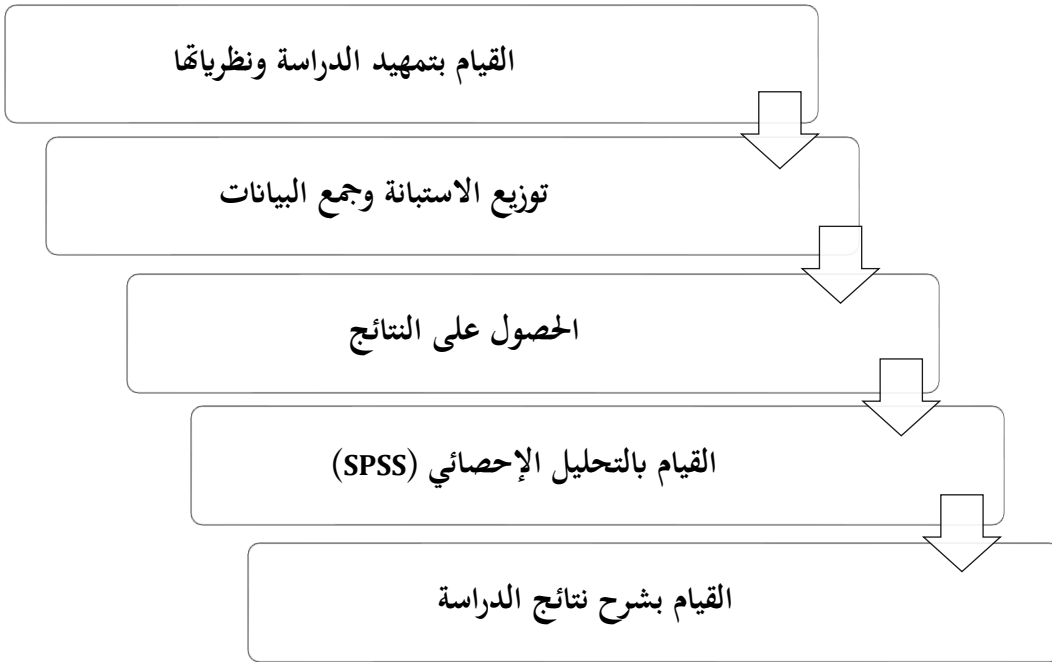 القيام بتمهيد الدراسة ونظرياتها
توزيع الاستبانة وجمع البيانات
الحصول على النتائج
القيام بالتحليل الإحصائي (SPSS)
القيام بشرح نتائج الدراسة